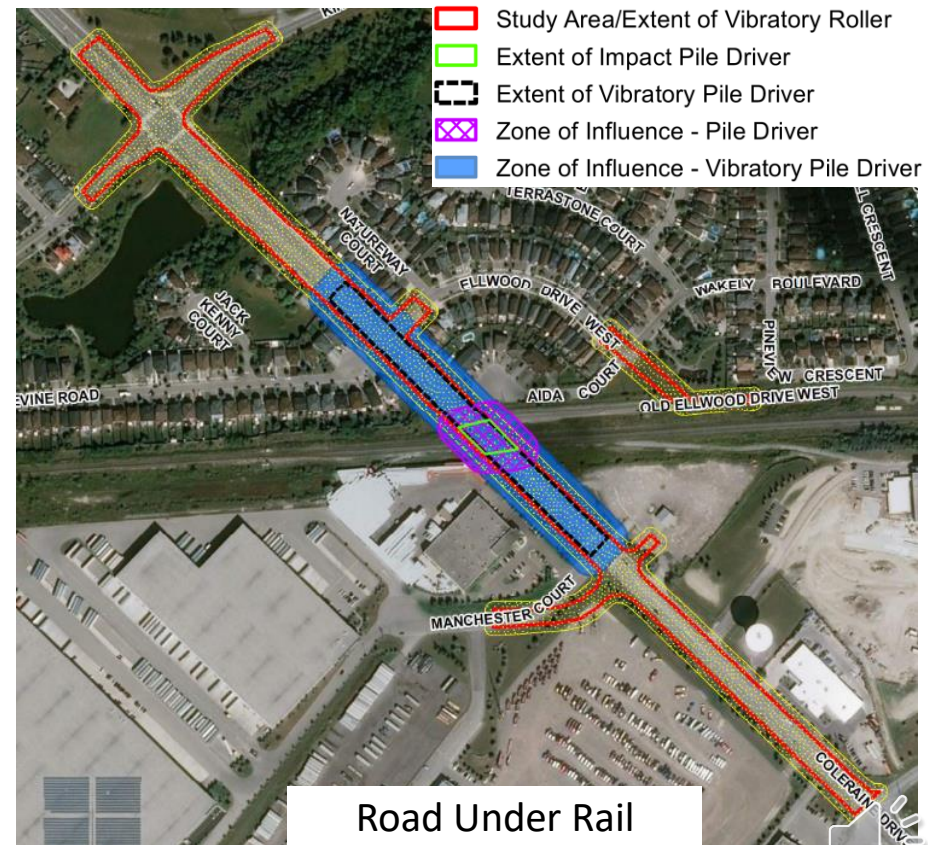 Study Area/Extent of Vibratory Roller
Extent of Impact Pile Driver
Extent of Vibratory Pile Driver
Zone of Influence - Pile Driver
Zone of Influence - Vibratory Pile Driver
TERRASTONE COURT
CRESCENT
NATUREWAY
COURT
ELLWOOD DRIVE WEST
WAKELY BOULEVARD
JACK
KENNY
COURT
PINEVIEW CRESCENT
AIDA COURT
OLD ELLWOOD DRIVE WEST
EVINE ROAD
MANCHESTER COURT
COLERAIN DRIV
Road Under Rail